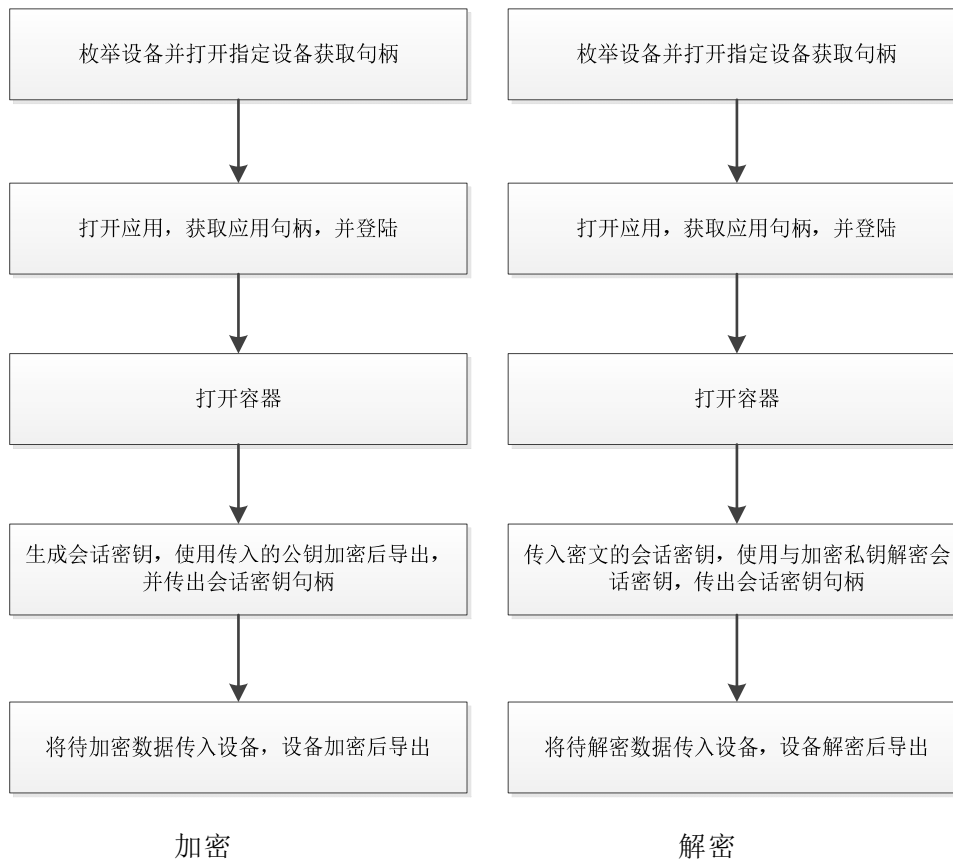 枚举设备并打开指定设备获取句柄
打开应用，获取应用句柄，并登陆
打开容器
生成会话密钥，使用传入的公钥加密后导出，
并传出会话密钥句柄
将待加密数据传入设备，设备加密后导出
加密
枚举设备并打开指定设备获取句柄
打开应用，获取应用句柄，并登陆
打开容器
传入密文的会话密钥，使用与加密私钥解密会
话密钥，传出会话密钥句柄
将待解密数据传入设备，设备解密后导出
解密